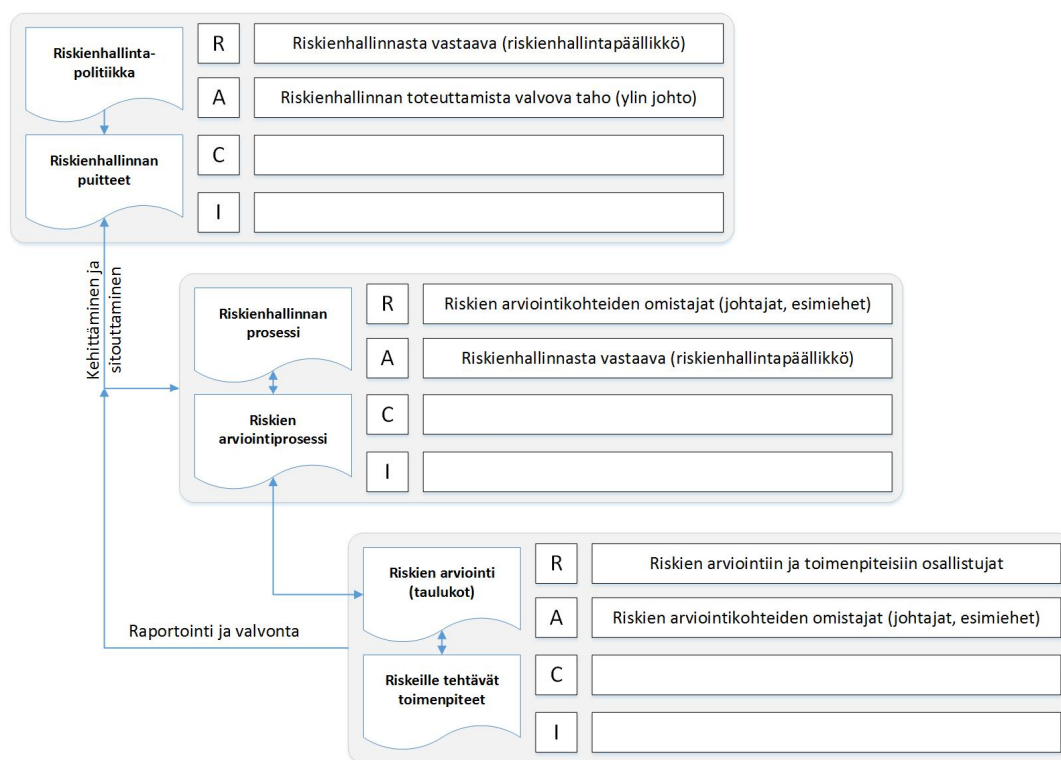 Riskienhallinta-
politiikka
R
Riskienhallinnasta vastaava (riskienhallintapäällikkö)
A
Riskienhallinnan toteuttamista valvova taho (ylin johto)
Riskienhallinnan
puitteet
C
I
Kehittäminen ja
sitouttaminen
Riskienhallinnan
prosessi
R
Riskien arviointikohteiden omistajat (johtajat, esimiehet)
A
Riskienhallinnasta vastaava (riskienhallintapäällikkö)
Riskien
arviointiprosessi
C
I
Riskien arviointi
(taulukot)
R
Riskien arviointiin ja toimenpiteisiin osallistujat
A
Riskien arviointikohteiden omistajat (johtajat, esimiehet)
Raportointi ja valvonta
Riskeille tehtävät
toimenpiteet
C
I